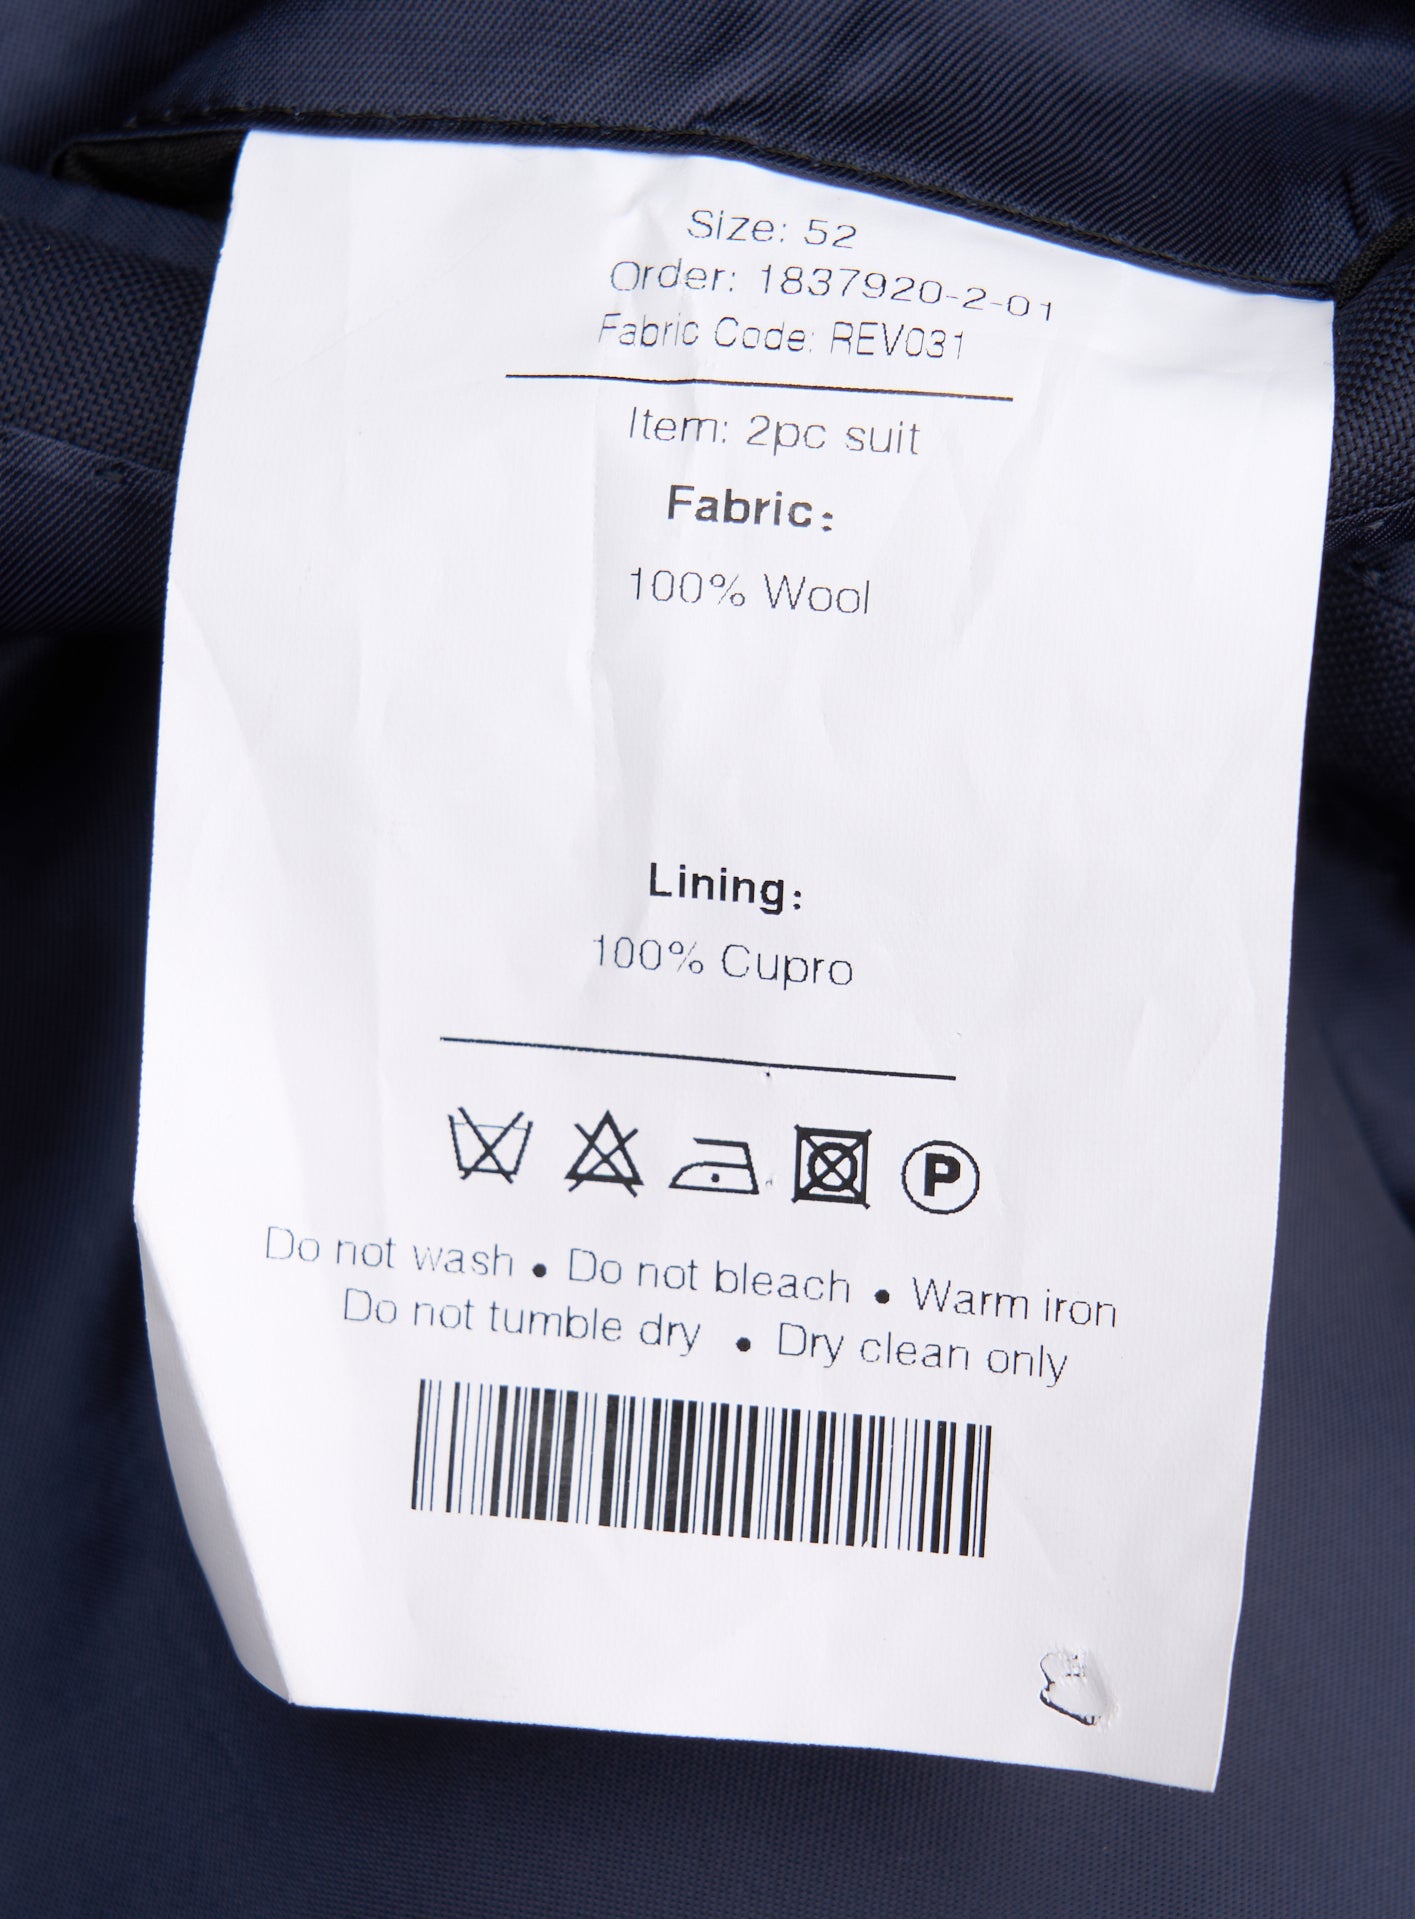 Size: 52
Order: 1837920-2-01
Fabric Code: REV031
Item: 2pc suit
Fabric:
100% Wool
Lining:
100% Cupro
P
Do not wash • Do not bleach • Warm iron
Do not tumble dry • Dry clean only